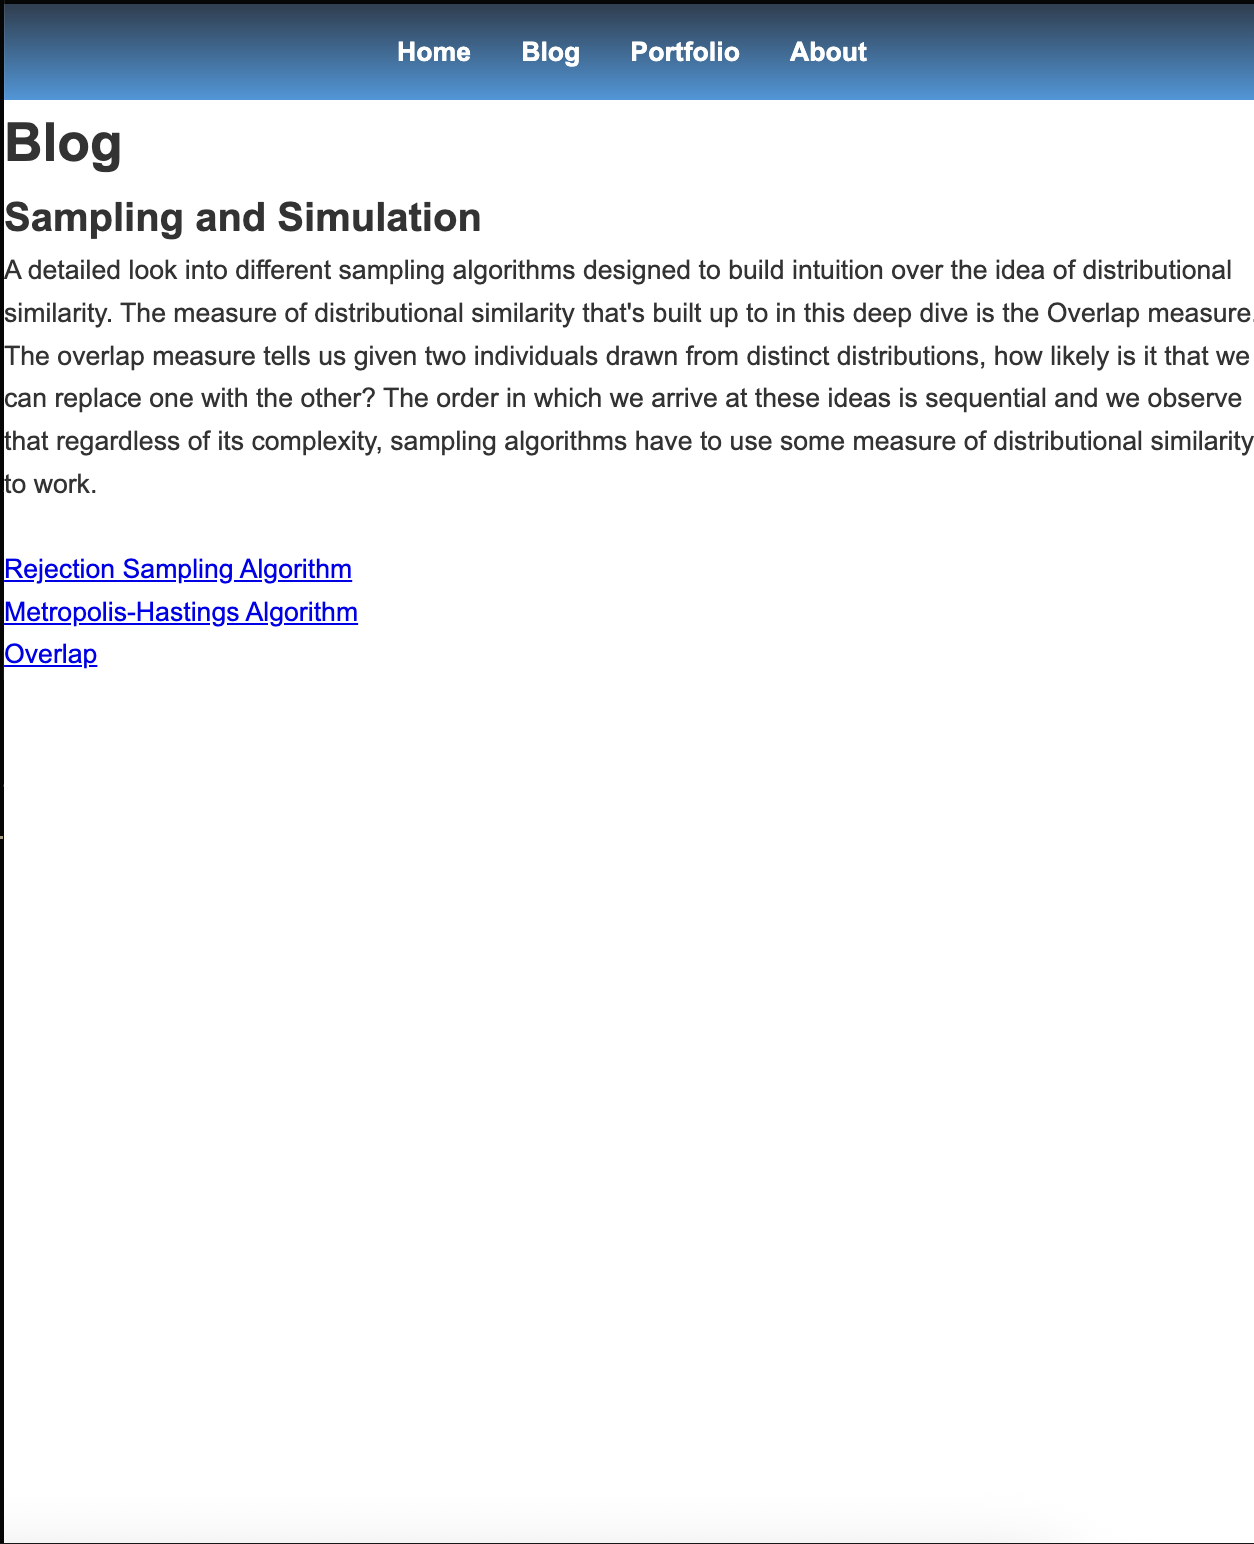 Home Blog Portfolio About
Blog
Sampling and Simulation
A detailed look into different sampling algorithms designed to build intuition over the idea of distributional
similarity. The measure of distributional similarity that's built up to in this deep dive is the Overlap measure.
The overlap measure tells us given two individuals drawn from distinct distributions, how likely is it that we
can replace one with the other? The order in which we arrive at these ideas is sequential and we observe
that regardless of its complexity, sampling algorithms have to use some measure of distributional similarity
to work.
Rejection Sampling Algorithm
Metropolis-Hastings Algorithm
Overlap